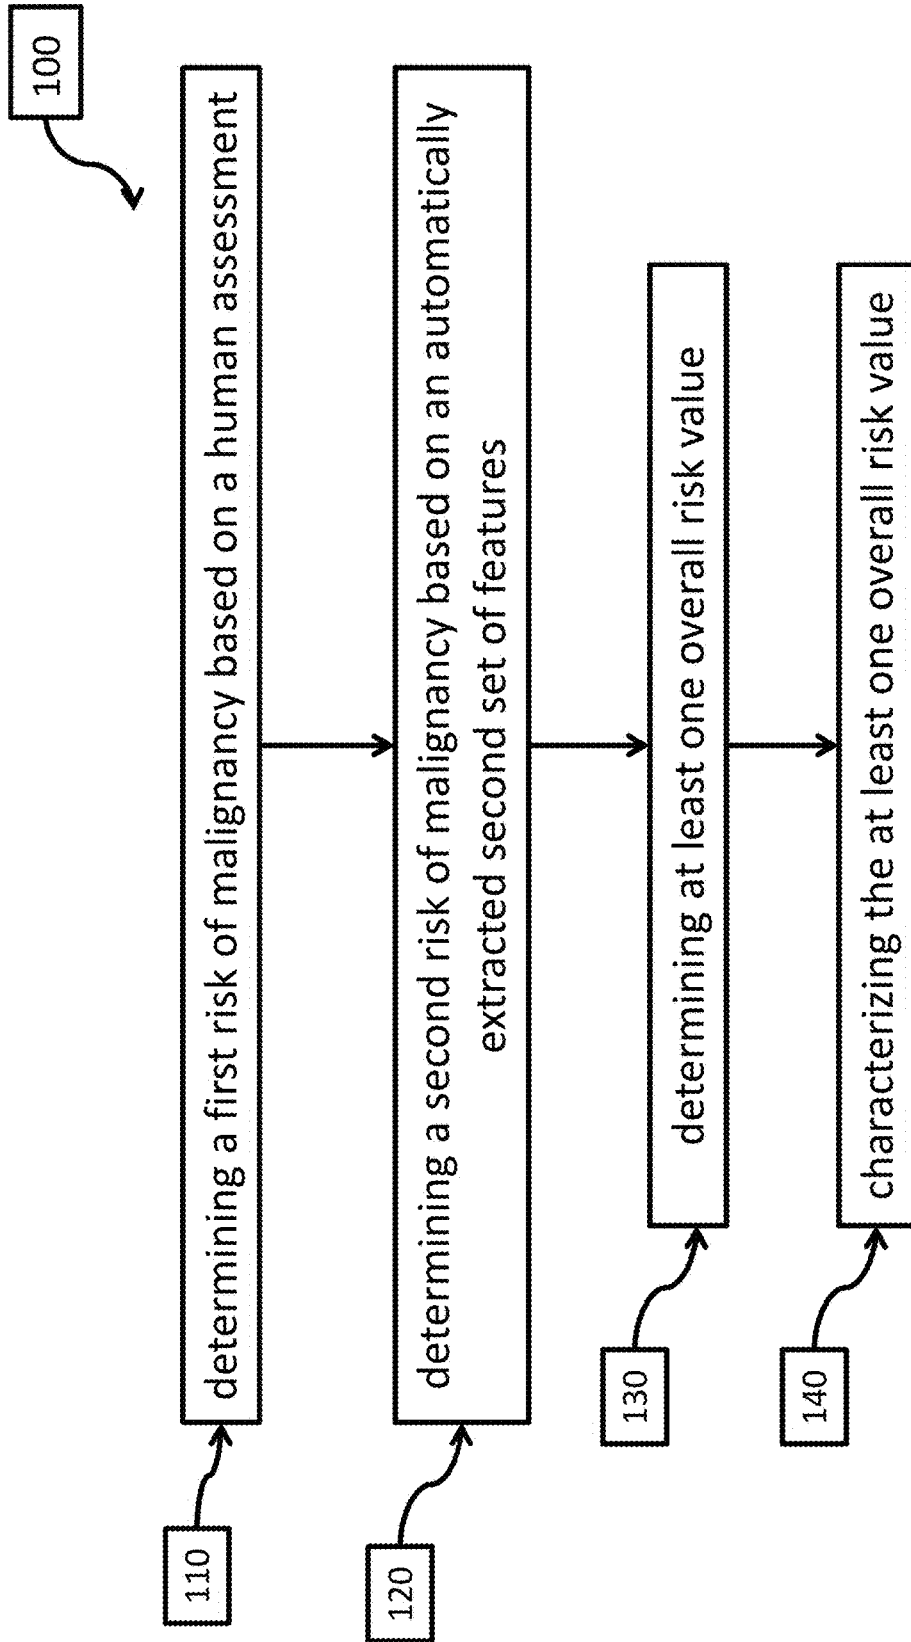 100
110
determining a first risk of malignancy based on a human assessment
120
determining a second risk of malignancy based on an automatically
extracted second set of features
130
determining at least one overall risk value
140
characterizing the at least one overall risk value